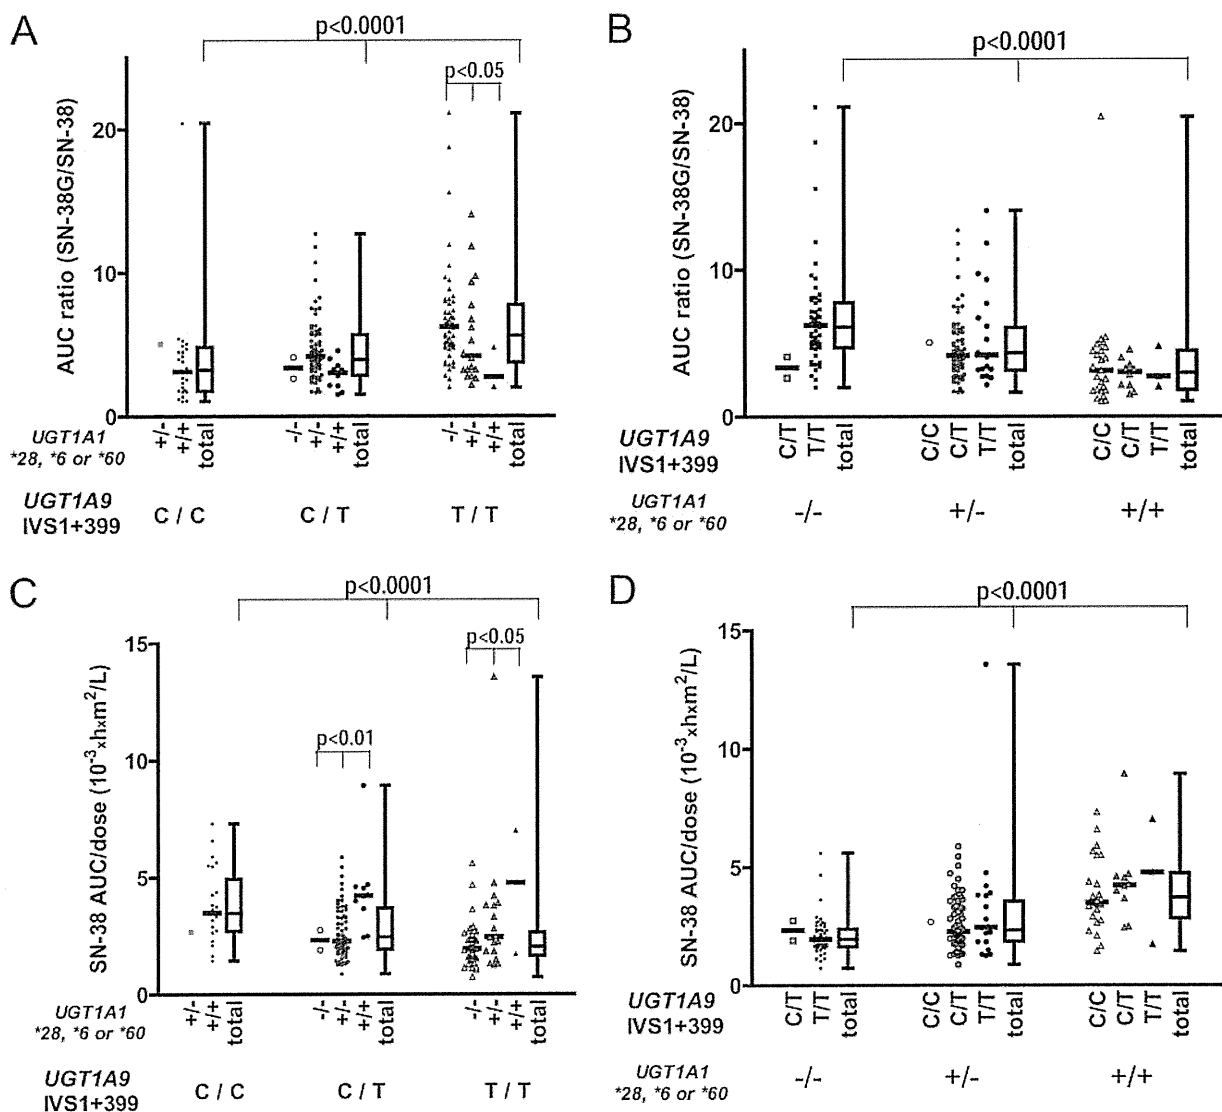 A
p<0.0001
p<0.05
AUC ratio (SN-38G/SN-38)
20
10
0
UGT1A1
*28, *6 or *60
+/-
+/+
total
-/-
+/-
+/+
total
-/-
+/-
+/+
total
UGT1A9
IVS1+399
C / C
C / T
T / T
B
p<0.0001
AUC ratio (SN-38G/SN-38)
20
10
0
UGT1A9
IVS1+399
C/T
T/T
total
C/C
C/T
T/T
total
C/C
C/T
T/T
total
UGT1A1
*28, *6 or *60
-/-
+/-
+/+
C
p<0.0001
p<0.05
p<0.01
SN-38 AUC/dose (10-3xhxm2/L)
15
10
5
0
UGT1A1
*28, *6 or *60
+/-
+/+
total
-/-
+/-
+/+
total
-/-
+/-
+/+
total
UGT1A9
IVS1+399
C / C
C / T
T / T
D
p<0.0001
SN-38 AUC/dose (10-3xhxm2/L)
15
10
5
0
UGT1A9
IVS1+399
C/T
T/T
total
C/C
C/T
T/T
total
C/C
C/T
T/T
total
UGT1A1
*28, *6 or *60
-/-
+/-
+/+